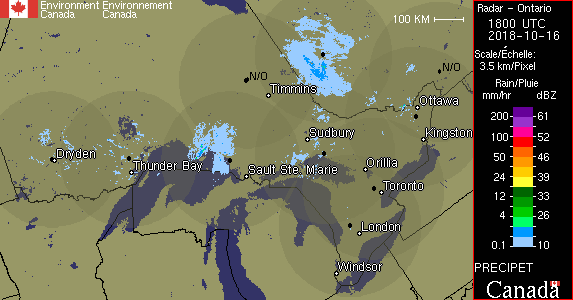 Environment Environnement
Canada Canada
100 KM
N/O
N/O
Timmins
Ottawa
Sudbury
Kingston
Dryden
Thunder Bay
Sault Ste. Marie
Orillia
Toronto
London
Windsor
Radar - Ontario
1800 UTC
2018-10-16
Scale/Échelle:
3.5 km/Pixel
Rain/Pluie
mm/hr dBZ
200 61
100 52
50 46
24 39
12 33
4 26
2 20
0.1 10
PRECIPET
Canada